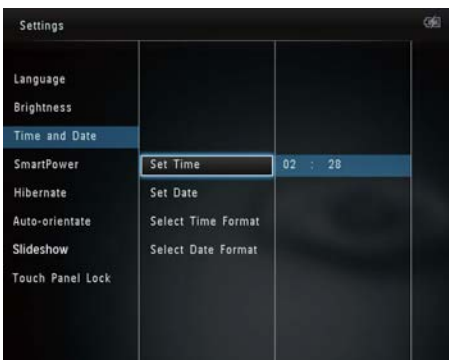 Settings
Language
Brightness
Time and Date
SmartPower
Hibernate
Auto-orientate
Slideshow
Touch Panel Lock
Set Time
Set Date
Select Time Format
Select Date Format
02 : 28